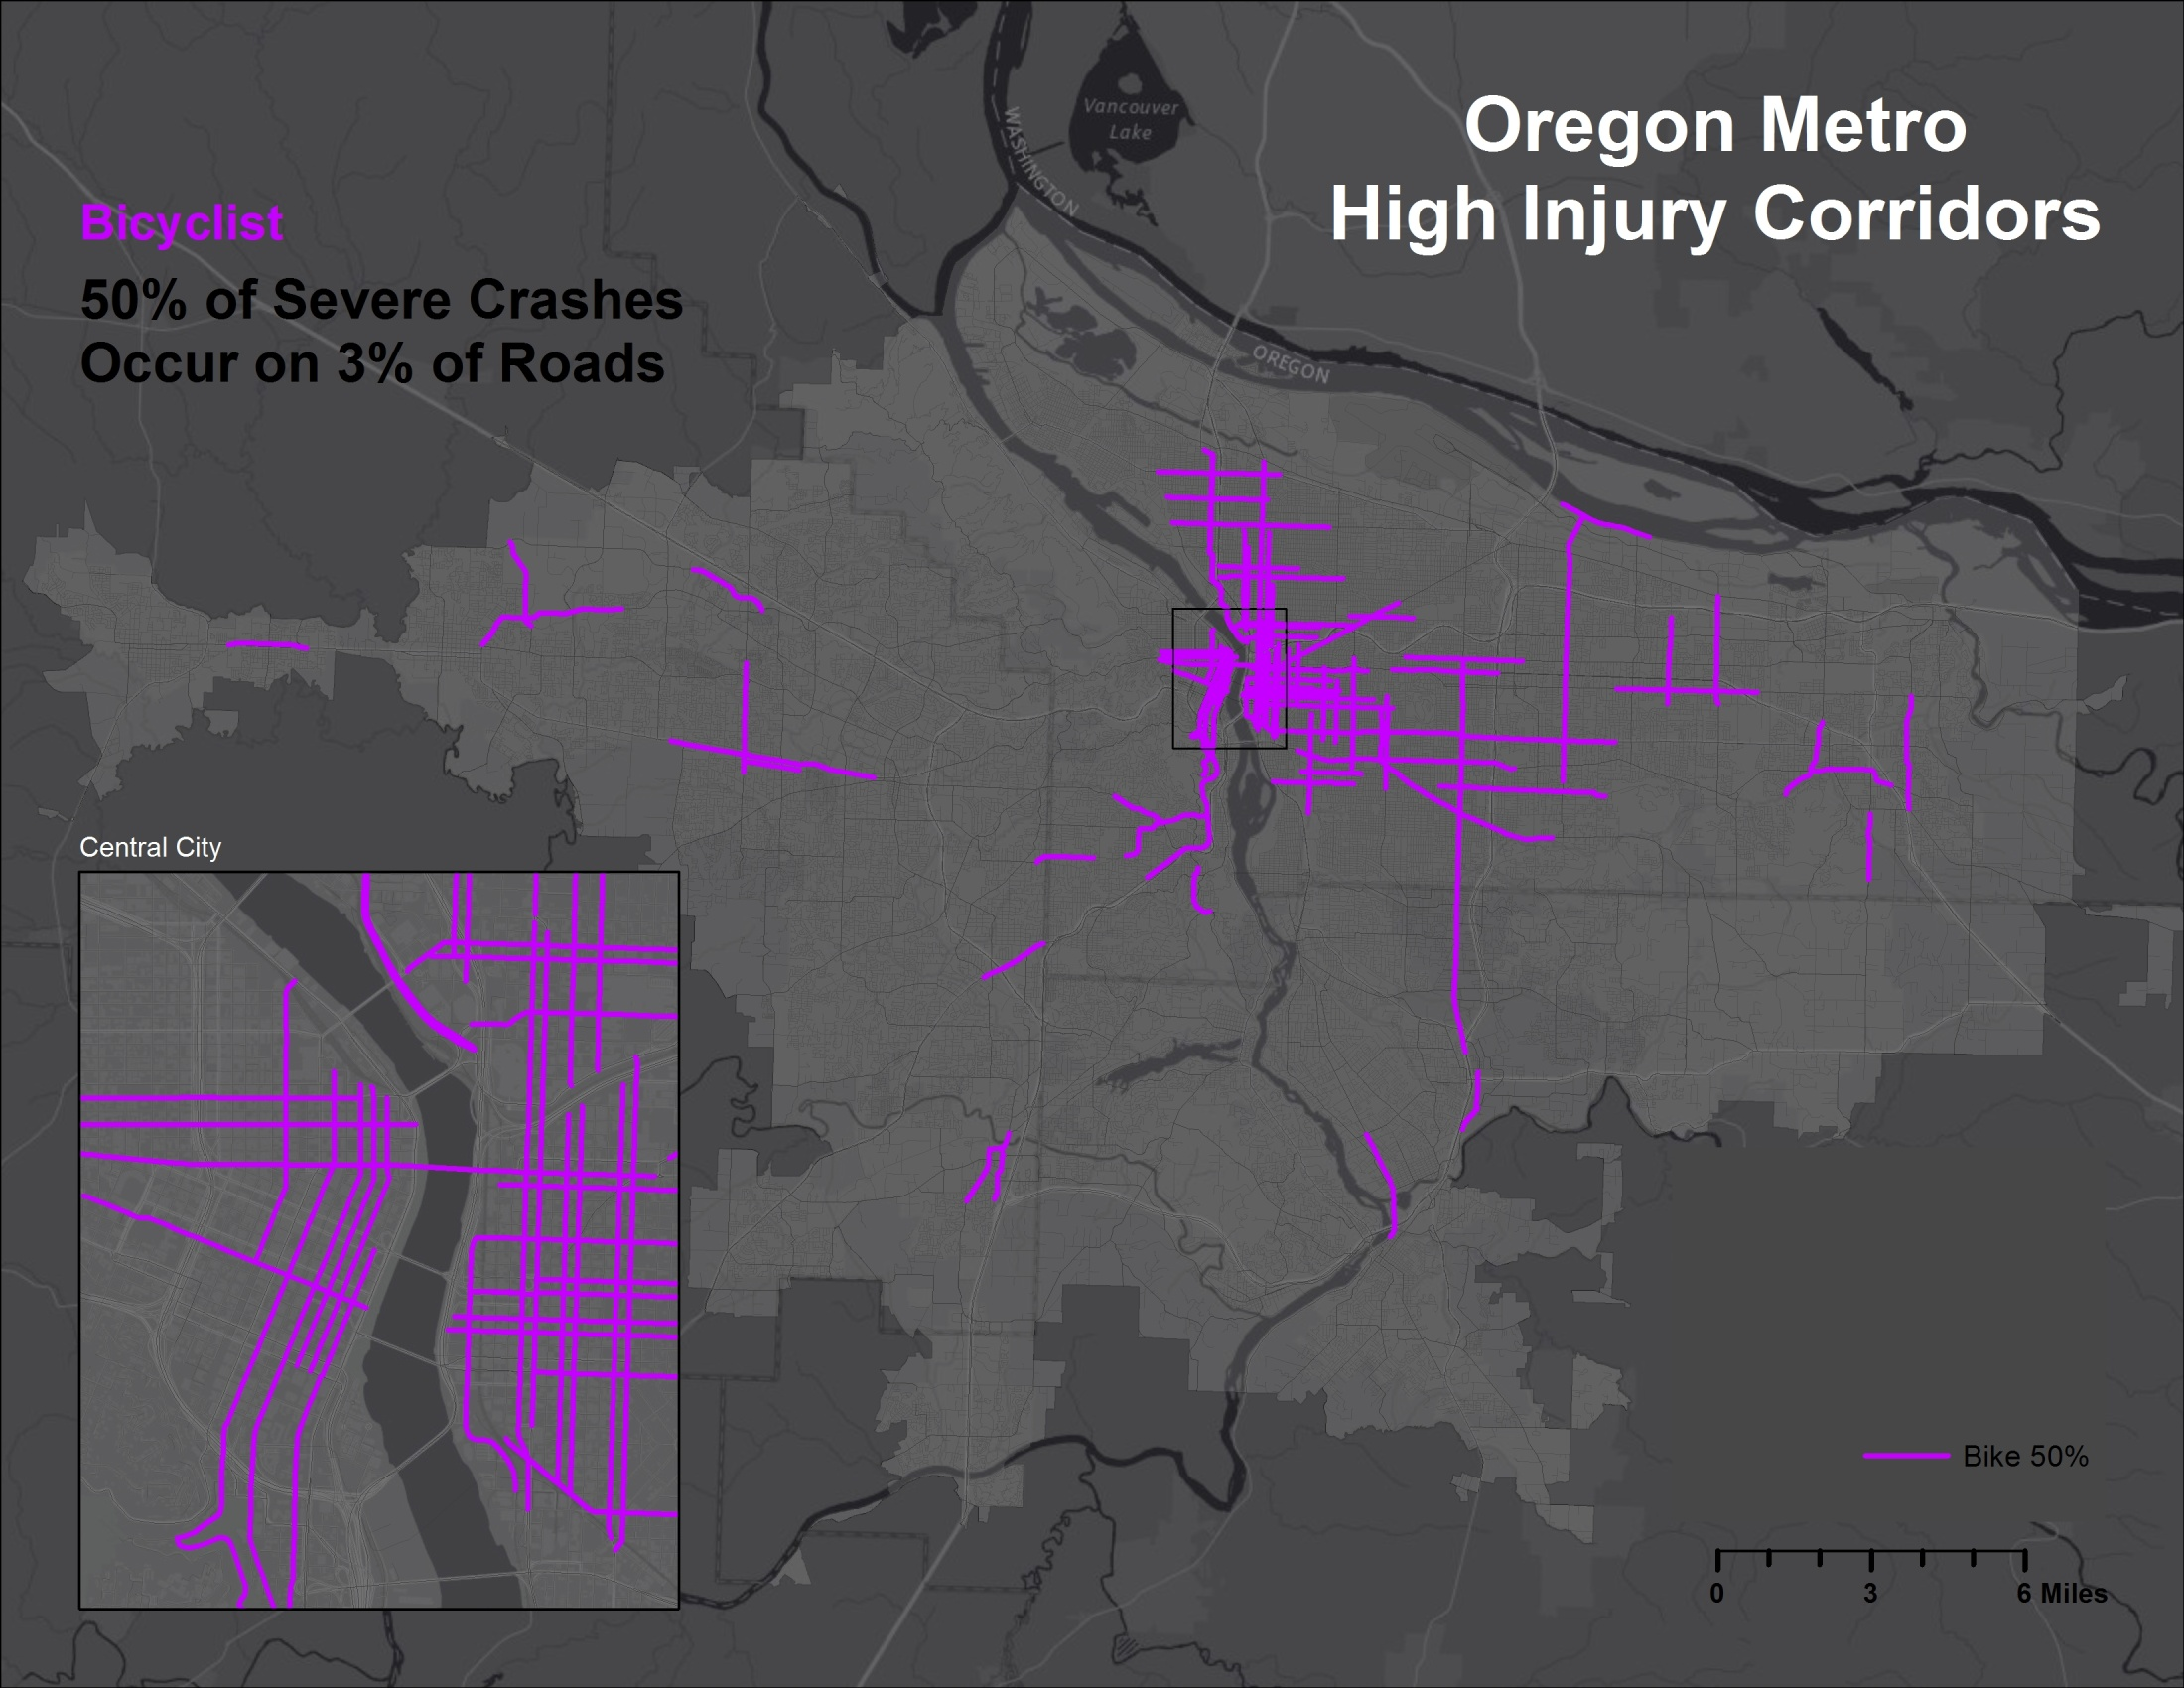 Oregon Metro
High Injury Corridors
Bicyclist
50% of Severe Crashes
Occur on 3% of Roads
Vancouver
Lake
WASHINGTON
OREGON
Central City
Bike 50%
0 3 6 Miles